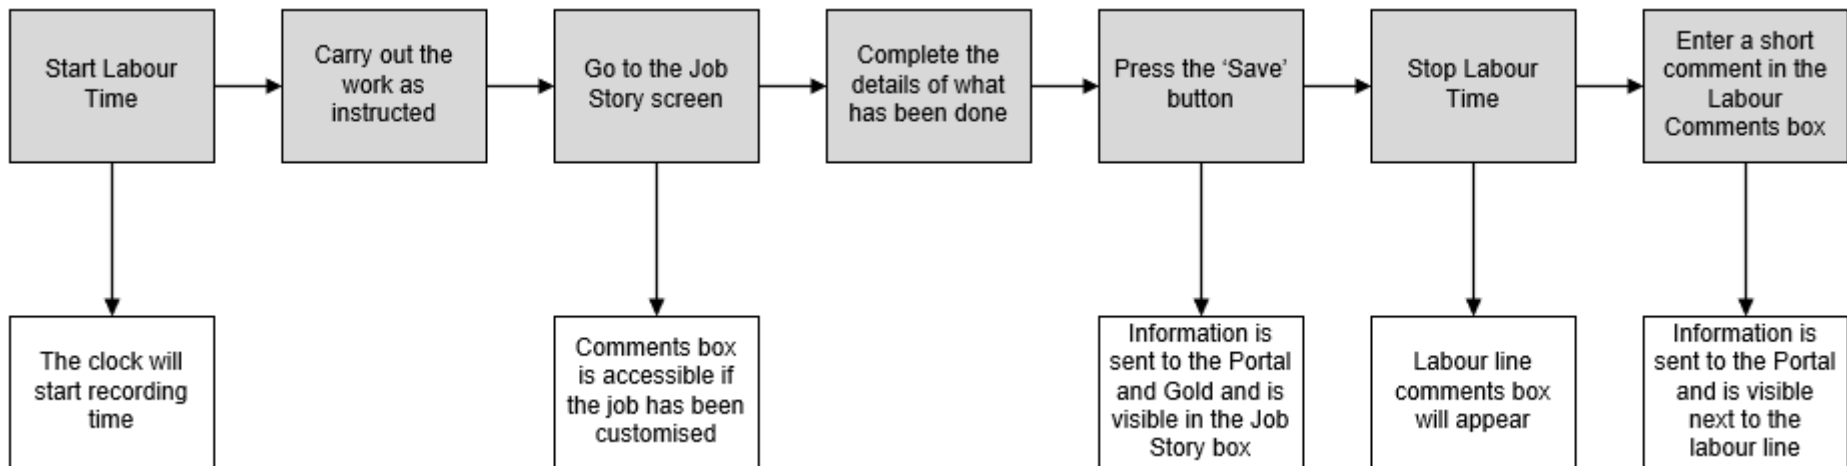 Start Labour
Time
Carry out the
work as
instructed
Go to the Job
Story screen
Complete the
details of what
has been done
Press the ‘Save’
button
Stop Labour
Time
Enter a short
comment in the
Labour
Comments box
The clock will
start recording
time
Comments box
is accessible if
the job has been
customised
Information is
sent to the Portal
and Gold and is
visible in the Job
Story box
Labour line
comments box
will appear
Information is
sent to the Portal
and is visible
next to the
labour line